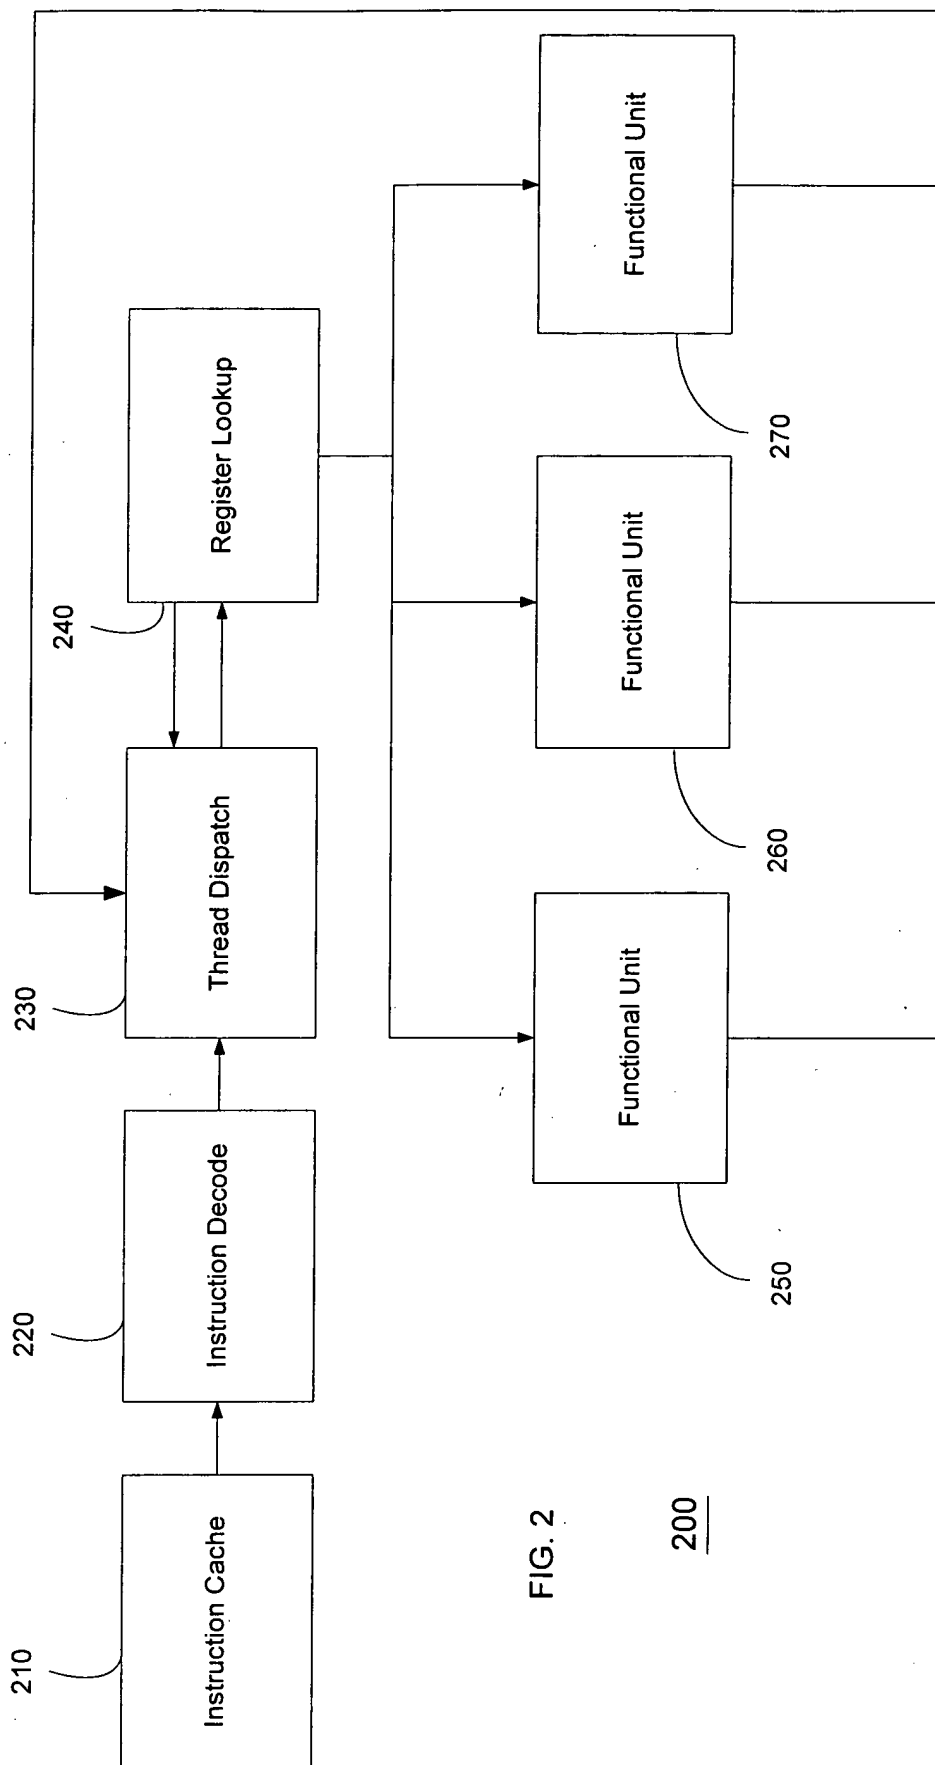 210
Instruction Cache
220
Instruction Decode
230
Thread Dispatch
240
Register Lookup
250
Functional Unit
260
Functional Unit
270
Functional Unit
FIG. 2
200